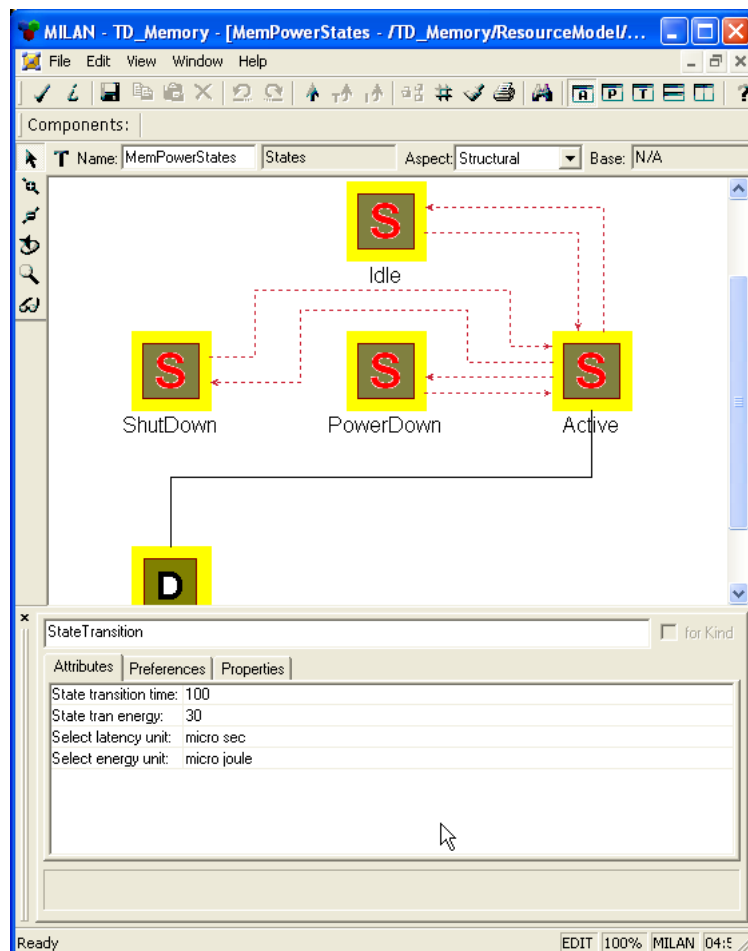 MILAN - TD_Memory - [MemPowerStates - /TD_Memory/ResourceModel/...
File Edit View Window Help
A P T ?
Components:
T Name: MemPowerStates States Aspect: Structural Base: N/A
S
Idle
S S S
ShutDown PowerDown Active
D
StateTransition for Kind
Attributes Preferences Properties
State transition time: 100
State tran energy: 30
Select latency unit: micro sec
Select energy unit: micro joule
Ready EDIT 100% MILAN